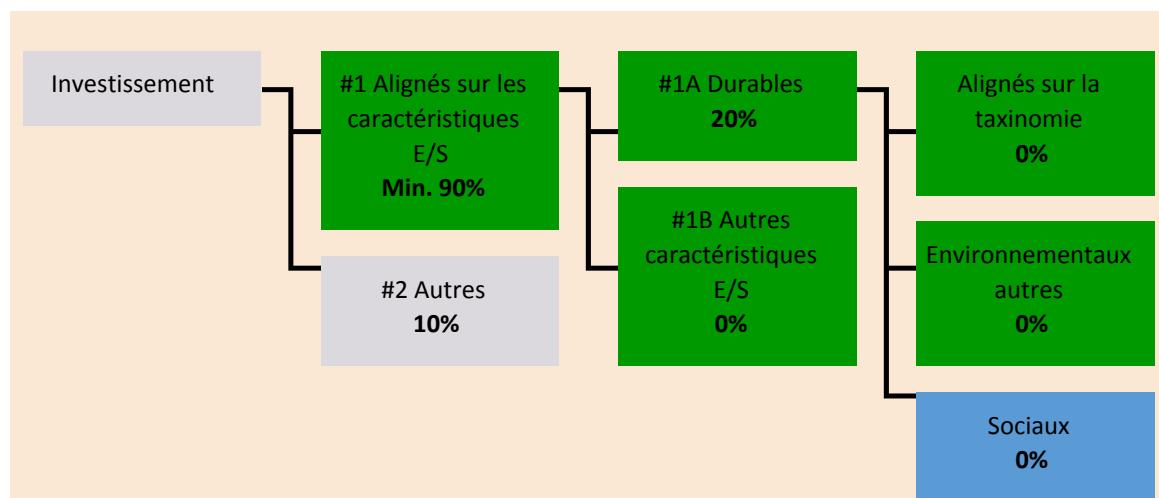 Investissement
#1 Alignés sur les
caractéristiques
E/S
Min. 90%
#2 Autres
10%
#1A Durables
20%
#1B Autres
caractéristiques
E/S
0%
Alignés sur la
taxinomie
0%
Environnementaux
autres
0%
Sociaux
0%